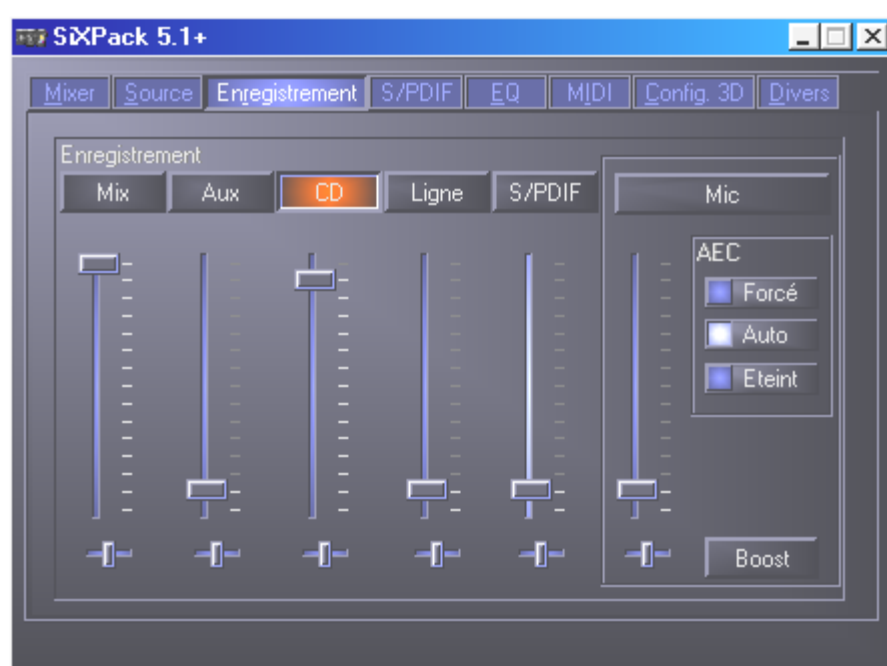 SiXPack 5.1+
Mixer Source Enregistrement S/PDIF EQ MIDI Config. 3D Divers
Enregistrement
Mix Aux CD Ligne S/PDIF Mic
AEC
Forcé
Auto
Eteint
Boost